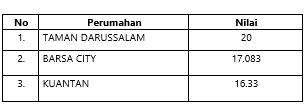 No Perumahan Nilai
1. TAMAN DARUSSALAM 20
2. BARSA CITY 17.083
3. KUANTAN 16.33